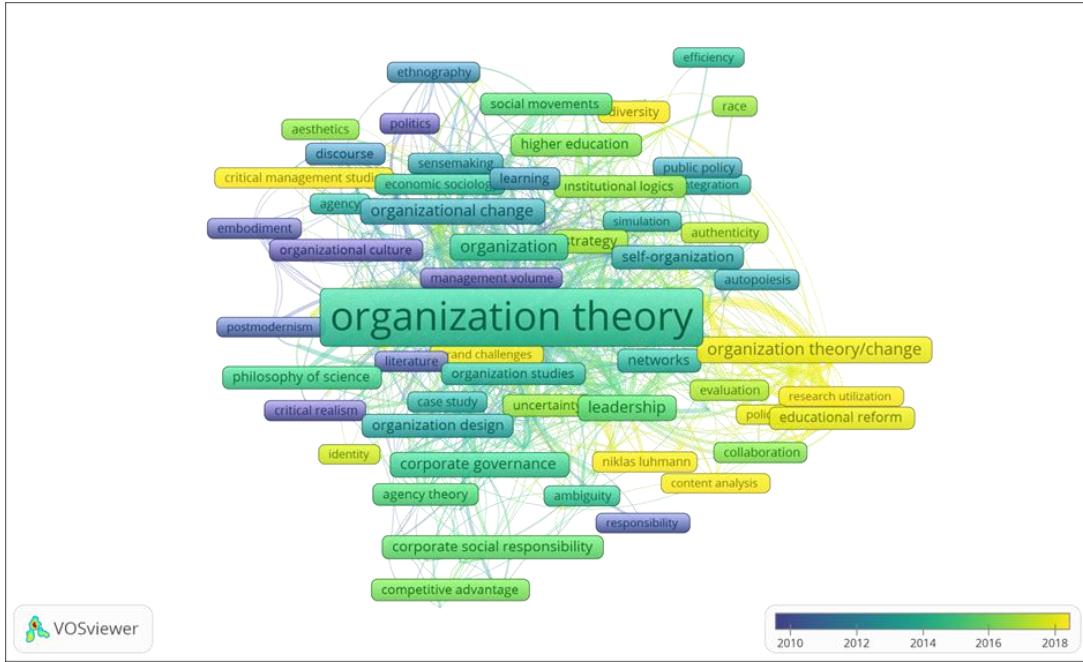 efficiency
ethnography
social movements
diversity
race
politics
aesthetics
higher education
discourse
sensemaking
public policy
critical management studi
economic sociolog
learning
institutional logics
integration
agency
organizational change
simulation
embodiment
authenticity
organizational culture
organization
strategy
self-organization
management volume
autopoiesis
organization theory
postmodernism
organization theory/change
literature
rand challenges
networks
philosophy of science
organization studies
evaluation
research utilization
case study
uncertainty
leadership
critical realism
polic
educational reform
organization design
identity
collaboration
corporate governance
niklas luhmann
content analysis
agency theory
ambiguity
responsibility
corporate social responsibility
competitive advantage
VOSviewer
2010 2012 2014 2016 2018